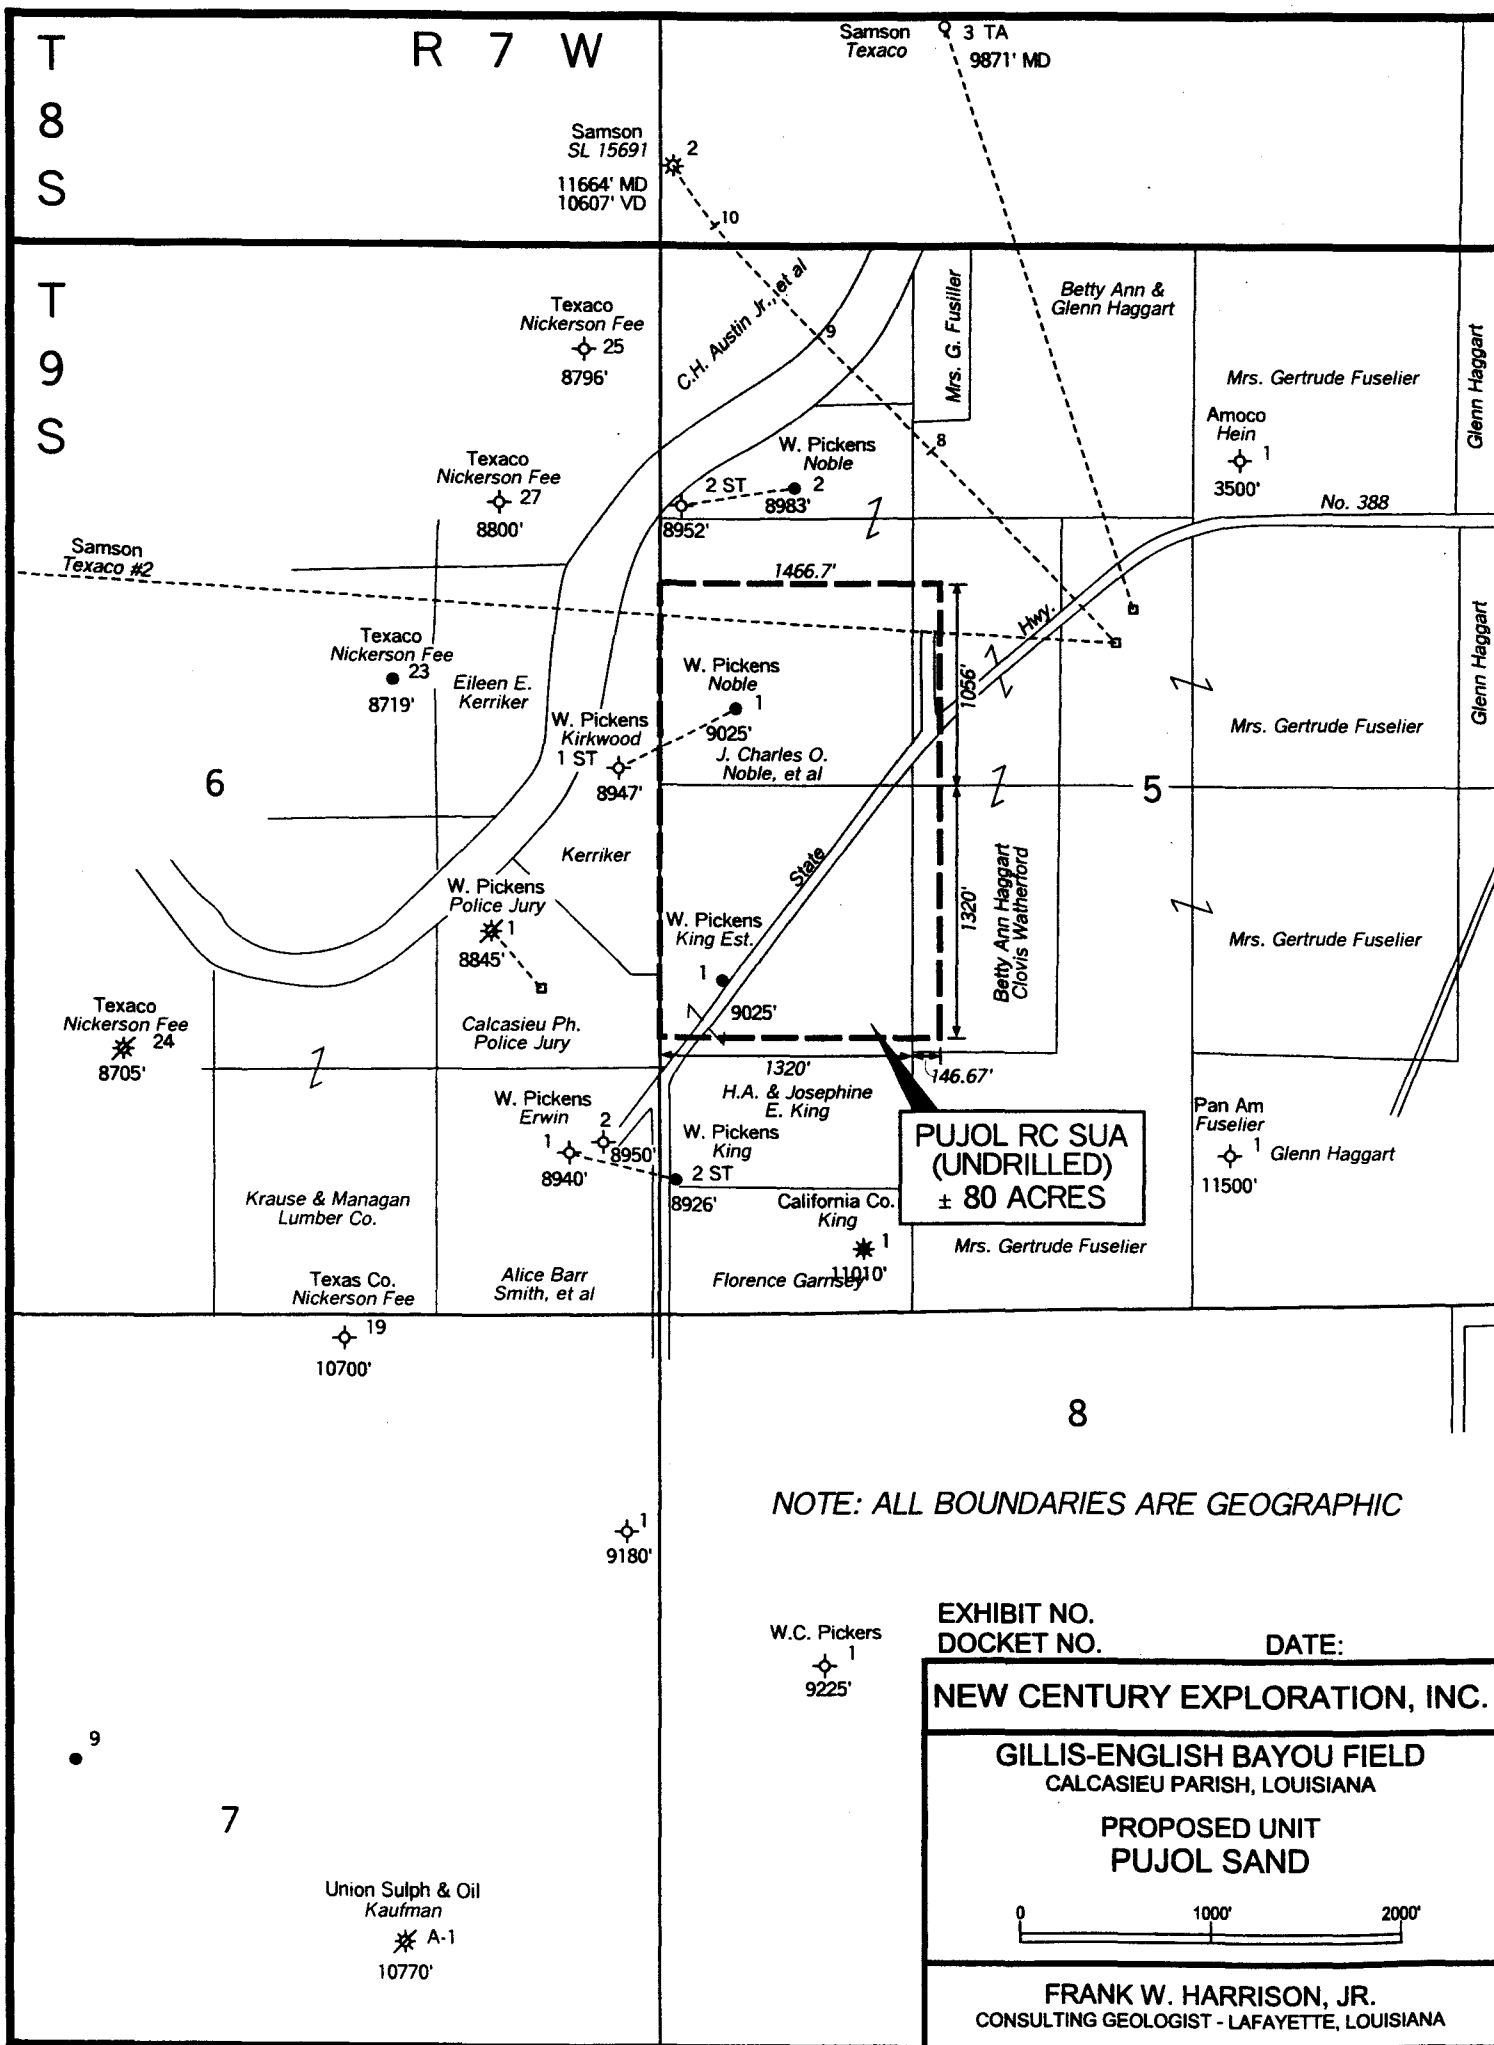 T
8
S
R 7 W
Samson
Texaco
3 TA
9871' MD
Samson
SL 15691
2
11664' MD
10607' VD
10
T
9
S
Texaco
Nickerson Fee
25
8796'
C.H. Austin Jr., et al
9
Mrs. G. Fusiller
Betty Ann &
Glenn Haggart
Glenn Haggart
Mrs. Gertrude Fuselier
Amoco
Hein
1
3500'
8
W. Pickens
Noble
2 ST
2
8983'
8952'
Texaco
Nickerson Fee
27
8800'
No. 388
Samson
Texaco #2
1466.7'
Hwy.
Texaco
Nickerson Fee
23
8719'
Eileen E.
Kerriker
W. Pickens
Noble
1
9025'
W. Pickens
Kirkwood
1 ST
8947'
J. Charles O.
Noble, et al
1056'
Glenn Haggart
Mrs. Gertrude Fuselier
6
5
Kerriker
State
W. Pickens
Police Jury
1
8845'
W. Pickens
King Est.
1
9025'
1320'
Betty Ann Haggart
Clovis Watherford
Mrs. Gertrude Fuselier
Texaco
Nickerson Fee
24
8705'
Calcasieu Ph.
Police Jury
1320'
146.67'
H.A. & Josephine
E. King
W. Pickens
Erwin
2
1
8950'
8940'
W. Pickens
King
2 ST
8926'
PUJOL RC SUA
(UNDRILLED)
± 80 ACRES
Pan Am
Fuselier
1
Glenn Haggart
11500'
Krause & Managan
Lumber Co.
California Co.
King
1
11010'
Mrs. Gertrude Fuselier
Texas Co.
Nickerson Fee
Alice Barr
Smith, et al
Florence Garnsey
19
10700'
8
NOTE: ALL BOUNDARIES ARE GEOGRAPHIC
1
9180'
EXHIBIT NO.
DOCKET NO. DATE:
W.C. Pickers
1
9225'
NEW CENTURY EXPLORATION, INC.
9
GILLIS-ENGLISH BAYOU FIELD
CALCASIEU PARISH, LOUISIANA
7
PROPOSED UNIT
PUJOL SAND
Union Sulph & Oil
Kaufman
A-1
10770'
0 1000' 2000'
FRANK W. HARRISON, JR.
CONSULTING GEOLOGIST - LAFAYETTE, LOUISIANA